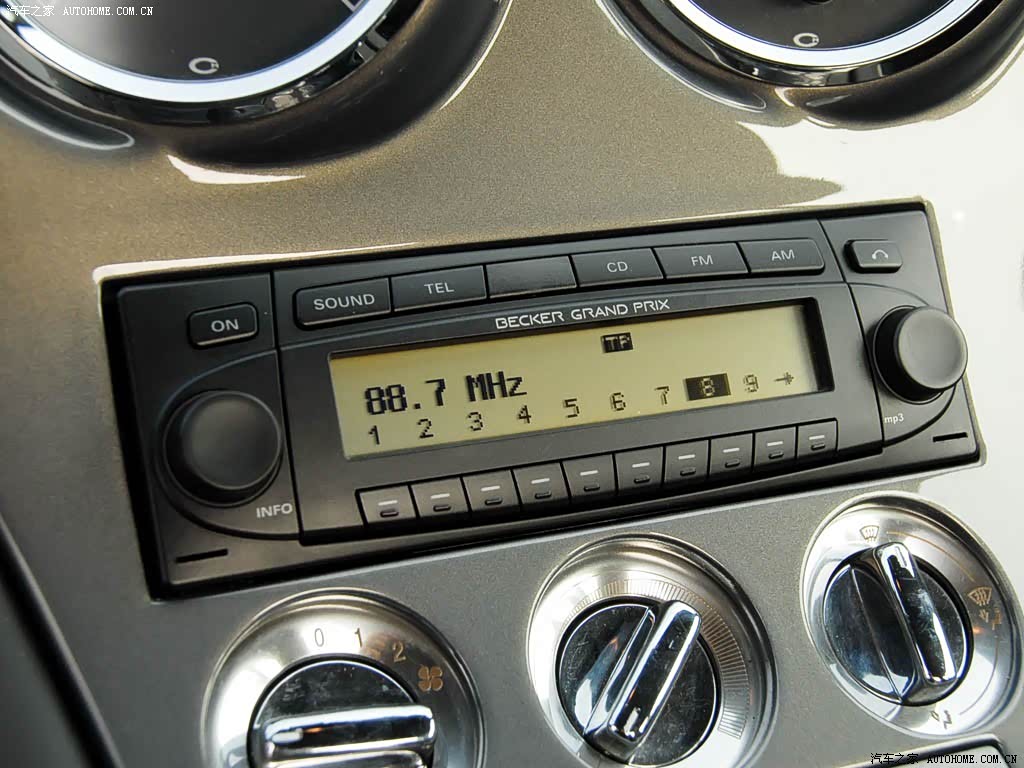 汽车之家 AUTOHOME.COM.CN
SOUND TEL CD FM AM
ON
BECKER GRAND PRIX
TP
88.7 MHz
1 2 3 4 5 6 7 8 9
mp3
INFO
0 1 2
汽车之家 AUTOHOME.COM.CN